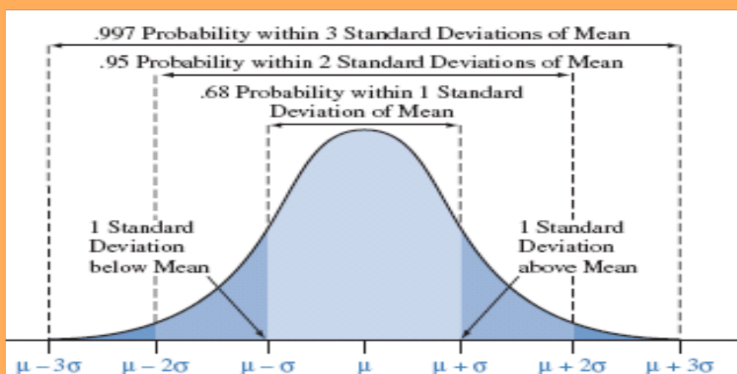 .997 Probability within 3 Standard Deviations of Mean
.95 Probability within 2 Standard Deviations of Mean
.68 Probability within 1 Standard
Deviation of Mean
1 Standard
Deviation
below Mean
1 Standard
Deviation
above Mean
μ − 3σ μ − 2σ μ − σ μ μ + σ μ + 2σ μ + 3σ